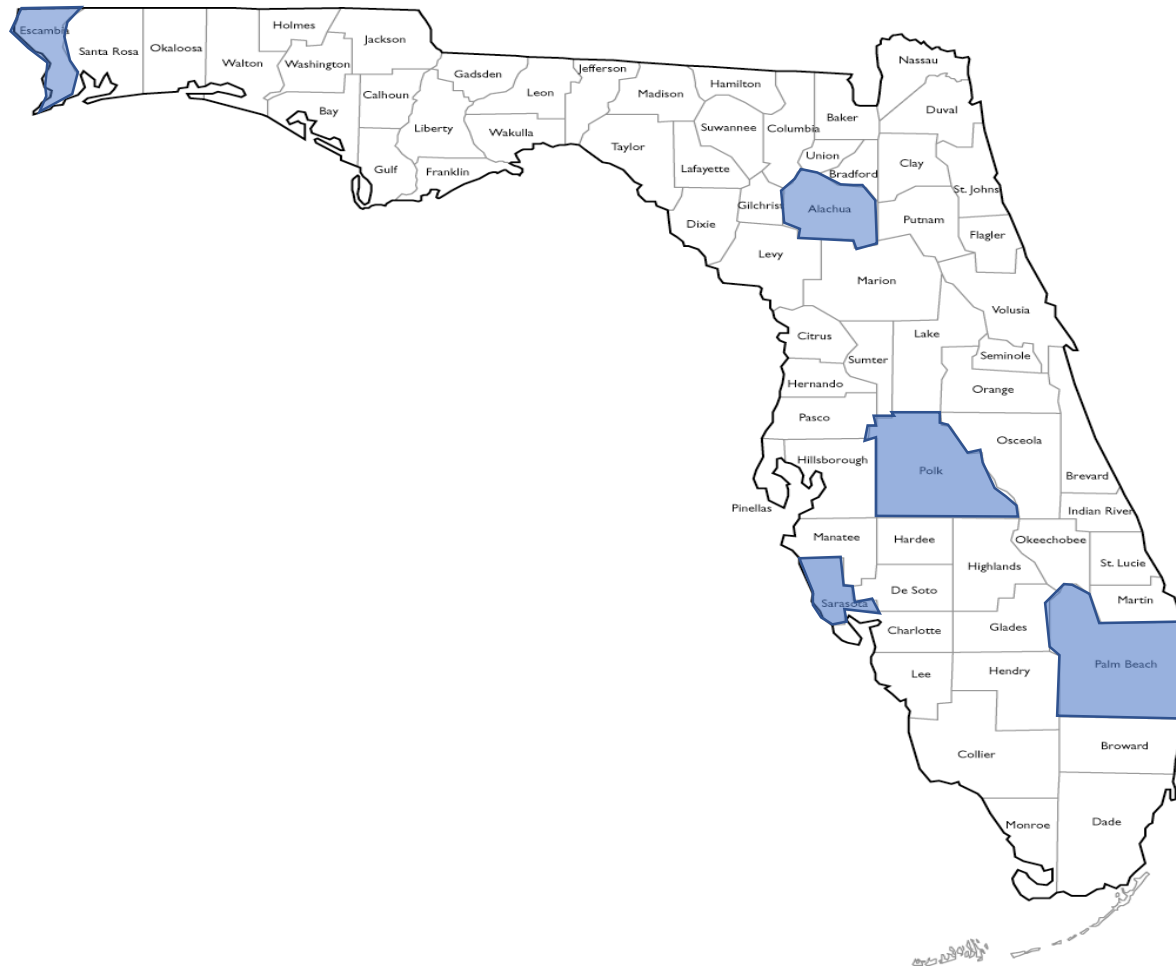 Escambia
Santa Rosa
Okaloosa
Walton
Holmes
Washington
Jackson
Bay
Calhoun
Gulf
Liberty
Gadsden
Franklin
Leon
Wakulla
Jefferson
Madison
Taylor
Hamilton
Suwannee
Lafayette
Dixie
Columbia
Gilchrist
Levy
Baker
Union
Bradford
Alachua
Nassau
Duval
Clay
St. Johns
Putnam
Flagler
Marion
Volusia
Citrus
Sumter
Lake
Seminole
Hernando
Orange
Pasco
Hillsborough
Pinellas
Polk
Osceola
Brevard
Indian River
Manatee
Hardee
Highlands
Okeechobee
St. Lucie
Sarasota
De Soto
Martin
Charlotte
Glades
Palm Beach
Lee
Hendry
Collier
Broward
Monroe
Dade